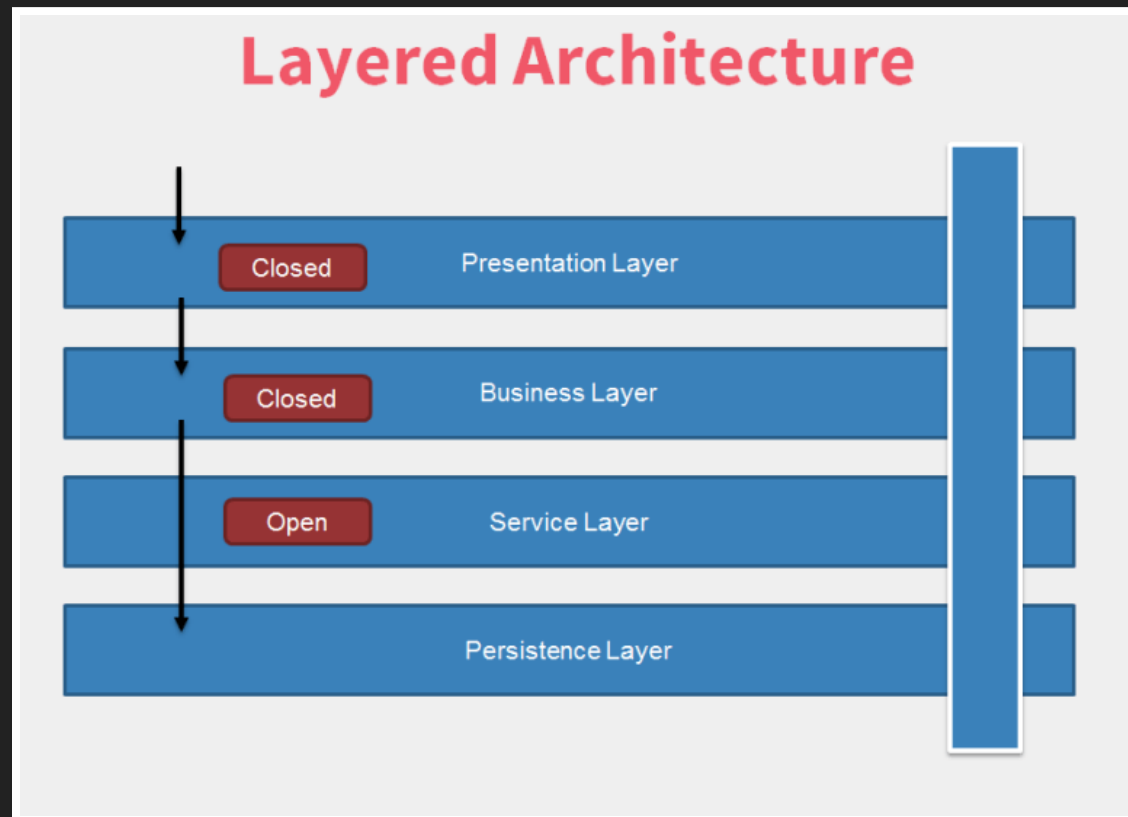 Layered Architecture
Closed Presentation Layer
Closed Business Layer
Open Service Layer
Persistence Layer